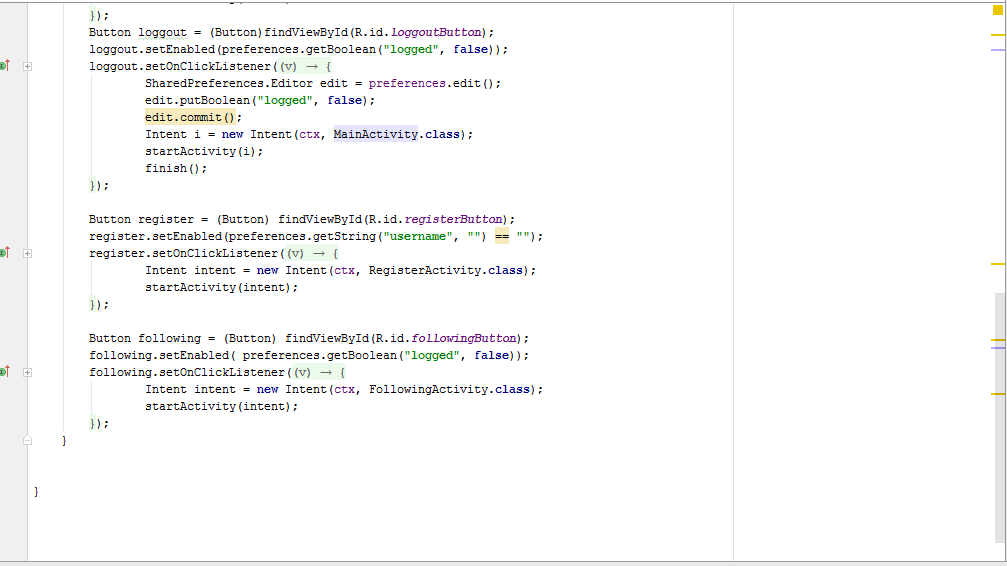 });
Button loggout = (Button)findViewById(R.id.loggoutButton);
loggout.setEnabled(preferences.getBoolean("logged", false));
loggout.setOnClickListener((v) → {
        SharedPreferences.Editor edit = preferences.edit();
        edit.putBoolean("logged", false);
        edit.commit();
        Intent i = new Intent(ctx, MainActivity.class);
        startActivity(i);
        finish();
});
Button register = (Button) findViewById(R.id.registerButton);
register.setEnabled(preferences.getString("username", "") == "");
register.setOnClickListener((v) → {
        Intent intent = new Intent(ctx, RegisterActivity.class);
        startActivity(intent);
});
Button following = (Button) findViewById(R.id.followingButton);
following.setEnabled( preferences.getBoolean("logged", false));
following.setOnClickListener((v) → {
        Intent intent = new Intent(ctx, FollowingActivity.class);
        startActivity(intent);
});
}
}